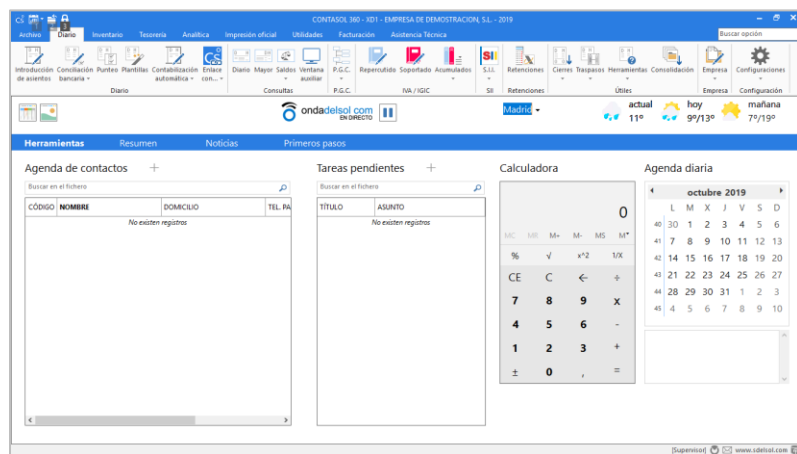 CONTASOL 360 - XD1 - EMPRESA DE DEMOSTRACION, S.L. - 2019
Archivo Diario Inventario Tesorería Analítica Impresión oficial Utilidades Facturación Asistencia Técnica Buscar opción
Introducción de asientos Conciliación bancaria Punteo Plantillas Contabilización automática Enlace con... Diario Mayor Saldos Ventana auxiliar P.G.C. Repercutido Soportado Acumulados S.I.I. Retenciones Cierres Traspasos Herramientas Consolidación Empresa Configuraciones
Diario Consultas P.G.C. IVA / IGIC SII Retenciones Útiles Empresa Configuración
ondadelsol.com
EN DIRECTO
Madrid
actual 11º hoy 9º/13º mañana 7º/19º
Herramientas Resumen Noticias Primeros pasos
Agenda de contactos + Tareas pendientes + Calculadora Agenda diaria
Buscar en el fichero Buscar en el fichero
CÓDIGO NOMBRE DOMICILIO TEL. PA
No existen registros
TÍTULO ASUNTO
No existen registros
0
MC MR M+ M- MS M▾
% √ x^2 1/X
CE C ← ÷
7 8 9 x
4 5 6 -
1 2 3 +
± 0 , =
octubre 2019
L M X J V S D
40 30 1 2 3 4 5 6
41 7 8 9 10 11 12 13
42 14 15 16 17 18 19 20
43 21 22 23 24 25 26 27
44 28 29 30 31 1 2 3
45 4 5 6 7 8 9 10
[Supervisor] www.sdelsol.com